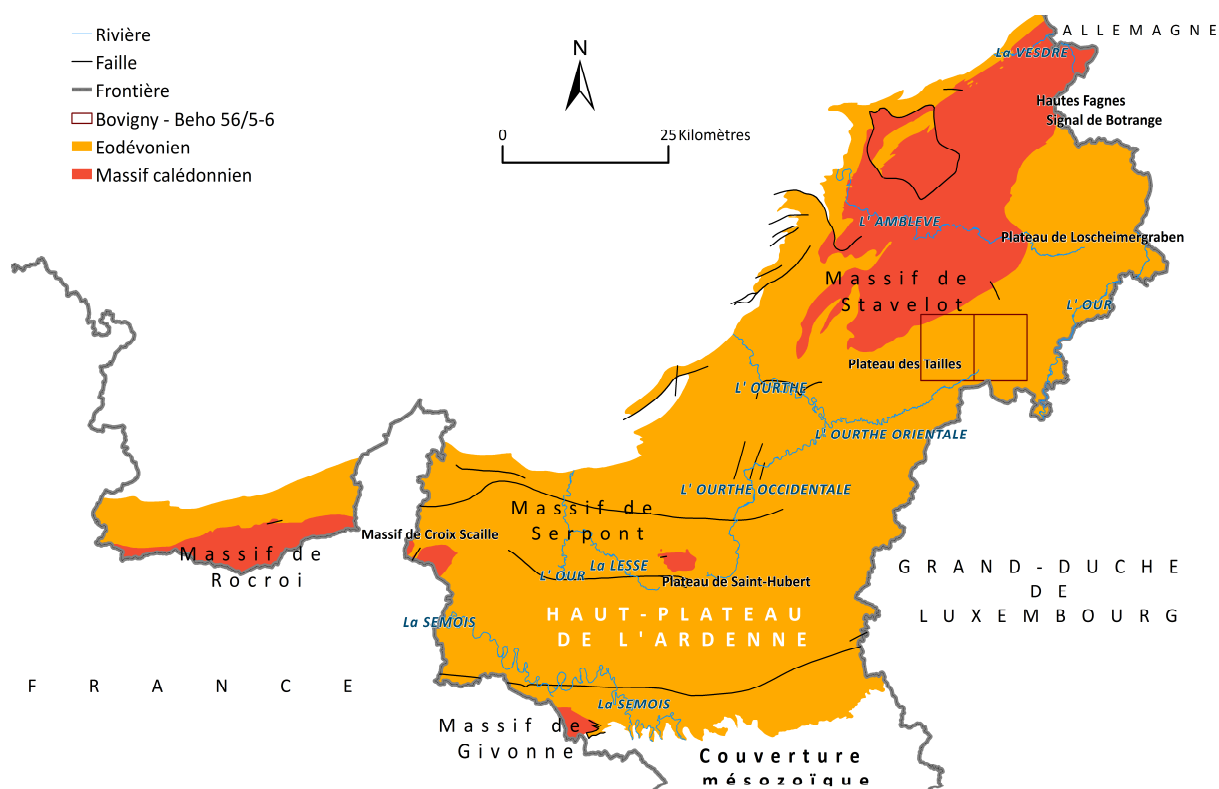 Rivière
Faille
Frontière
Bovigny - Beho 56/5-6
Eodévonien
Massif calédonnien
N
0 25 Kilomètres
ALLEMAGNE
La VESDRE
Hautes Fagnes
Signal de Botrange
L' AMBLEVE
Plateau de Loscheimergraben
Massif de
Stavelot
L' OUR
Plateau des Tailles
L' OURTHE
L' OURTHE ORIENTALE
L' OURTHE OCCIDENTALE
Massif de
Serpont
Massif de Croix Scaille
Massif de
Rocroi
La LESSE
L' OUR
Plateau de Saint-Hubert
GRAND-DUCHE
DE
LUXEMBOURG
HAUT-PLATEAU
DE L'ARDENNE
La SEMOIS
FRANCE
La SEMOIS
Massif de
Givonne
Couverture
mésozoïque